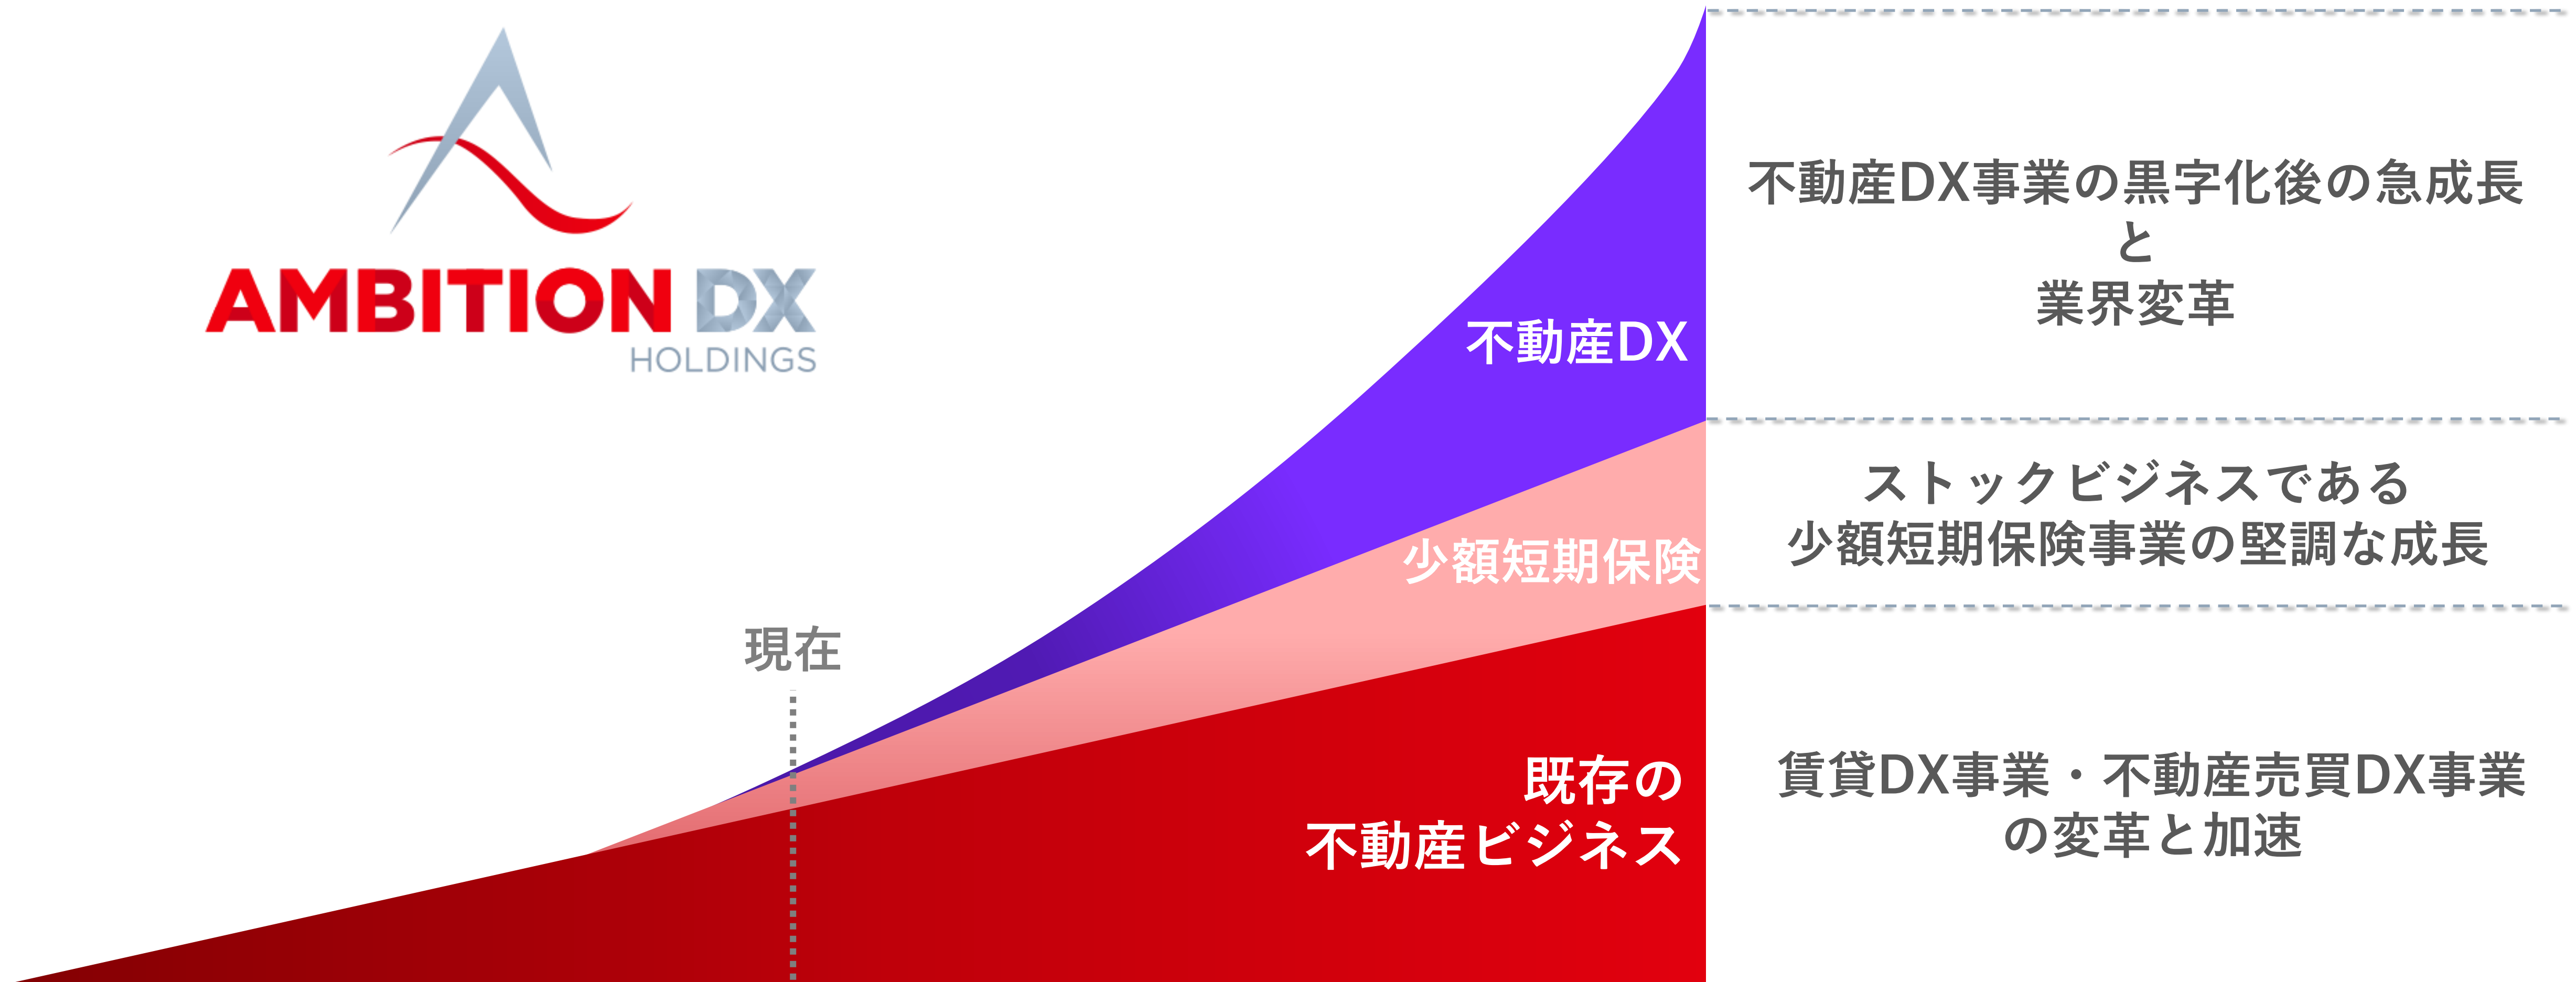 AMBITION DX
HOLDINGS
現在
不動産DX
少額短期保険
既存の
不動産ビジネス
不動産DX事業の黒字化後の急成長
と
業界変革
ストックビジネスである
少額短期保険事業の堅調な成長
賃貸DX事業・不動産売買DX事業
の変革と加速